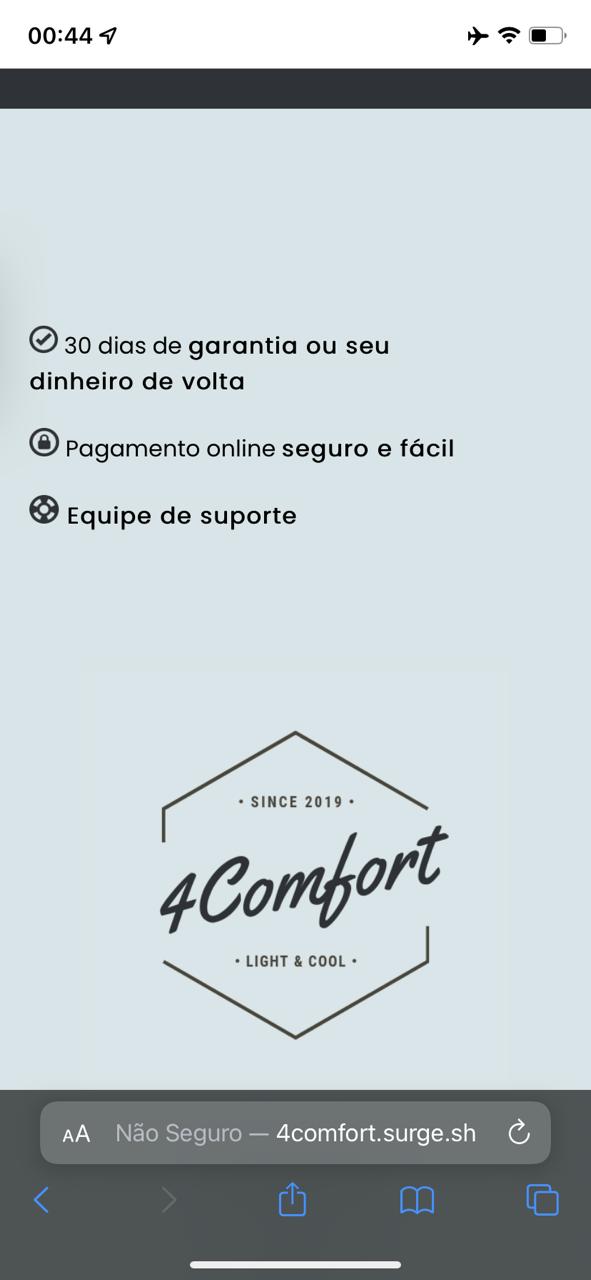 00:44
30 dias de garantia ou seu
dinheiro de volta
Pagamento online seguro e fácil
Equipe de suporte
• SINCE 2019 •
4Comfort
• LIGHT & COOL •
AA Não Seguro — 4comfort.surge.sh